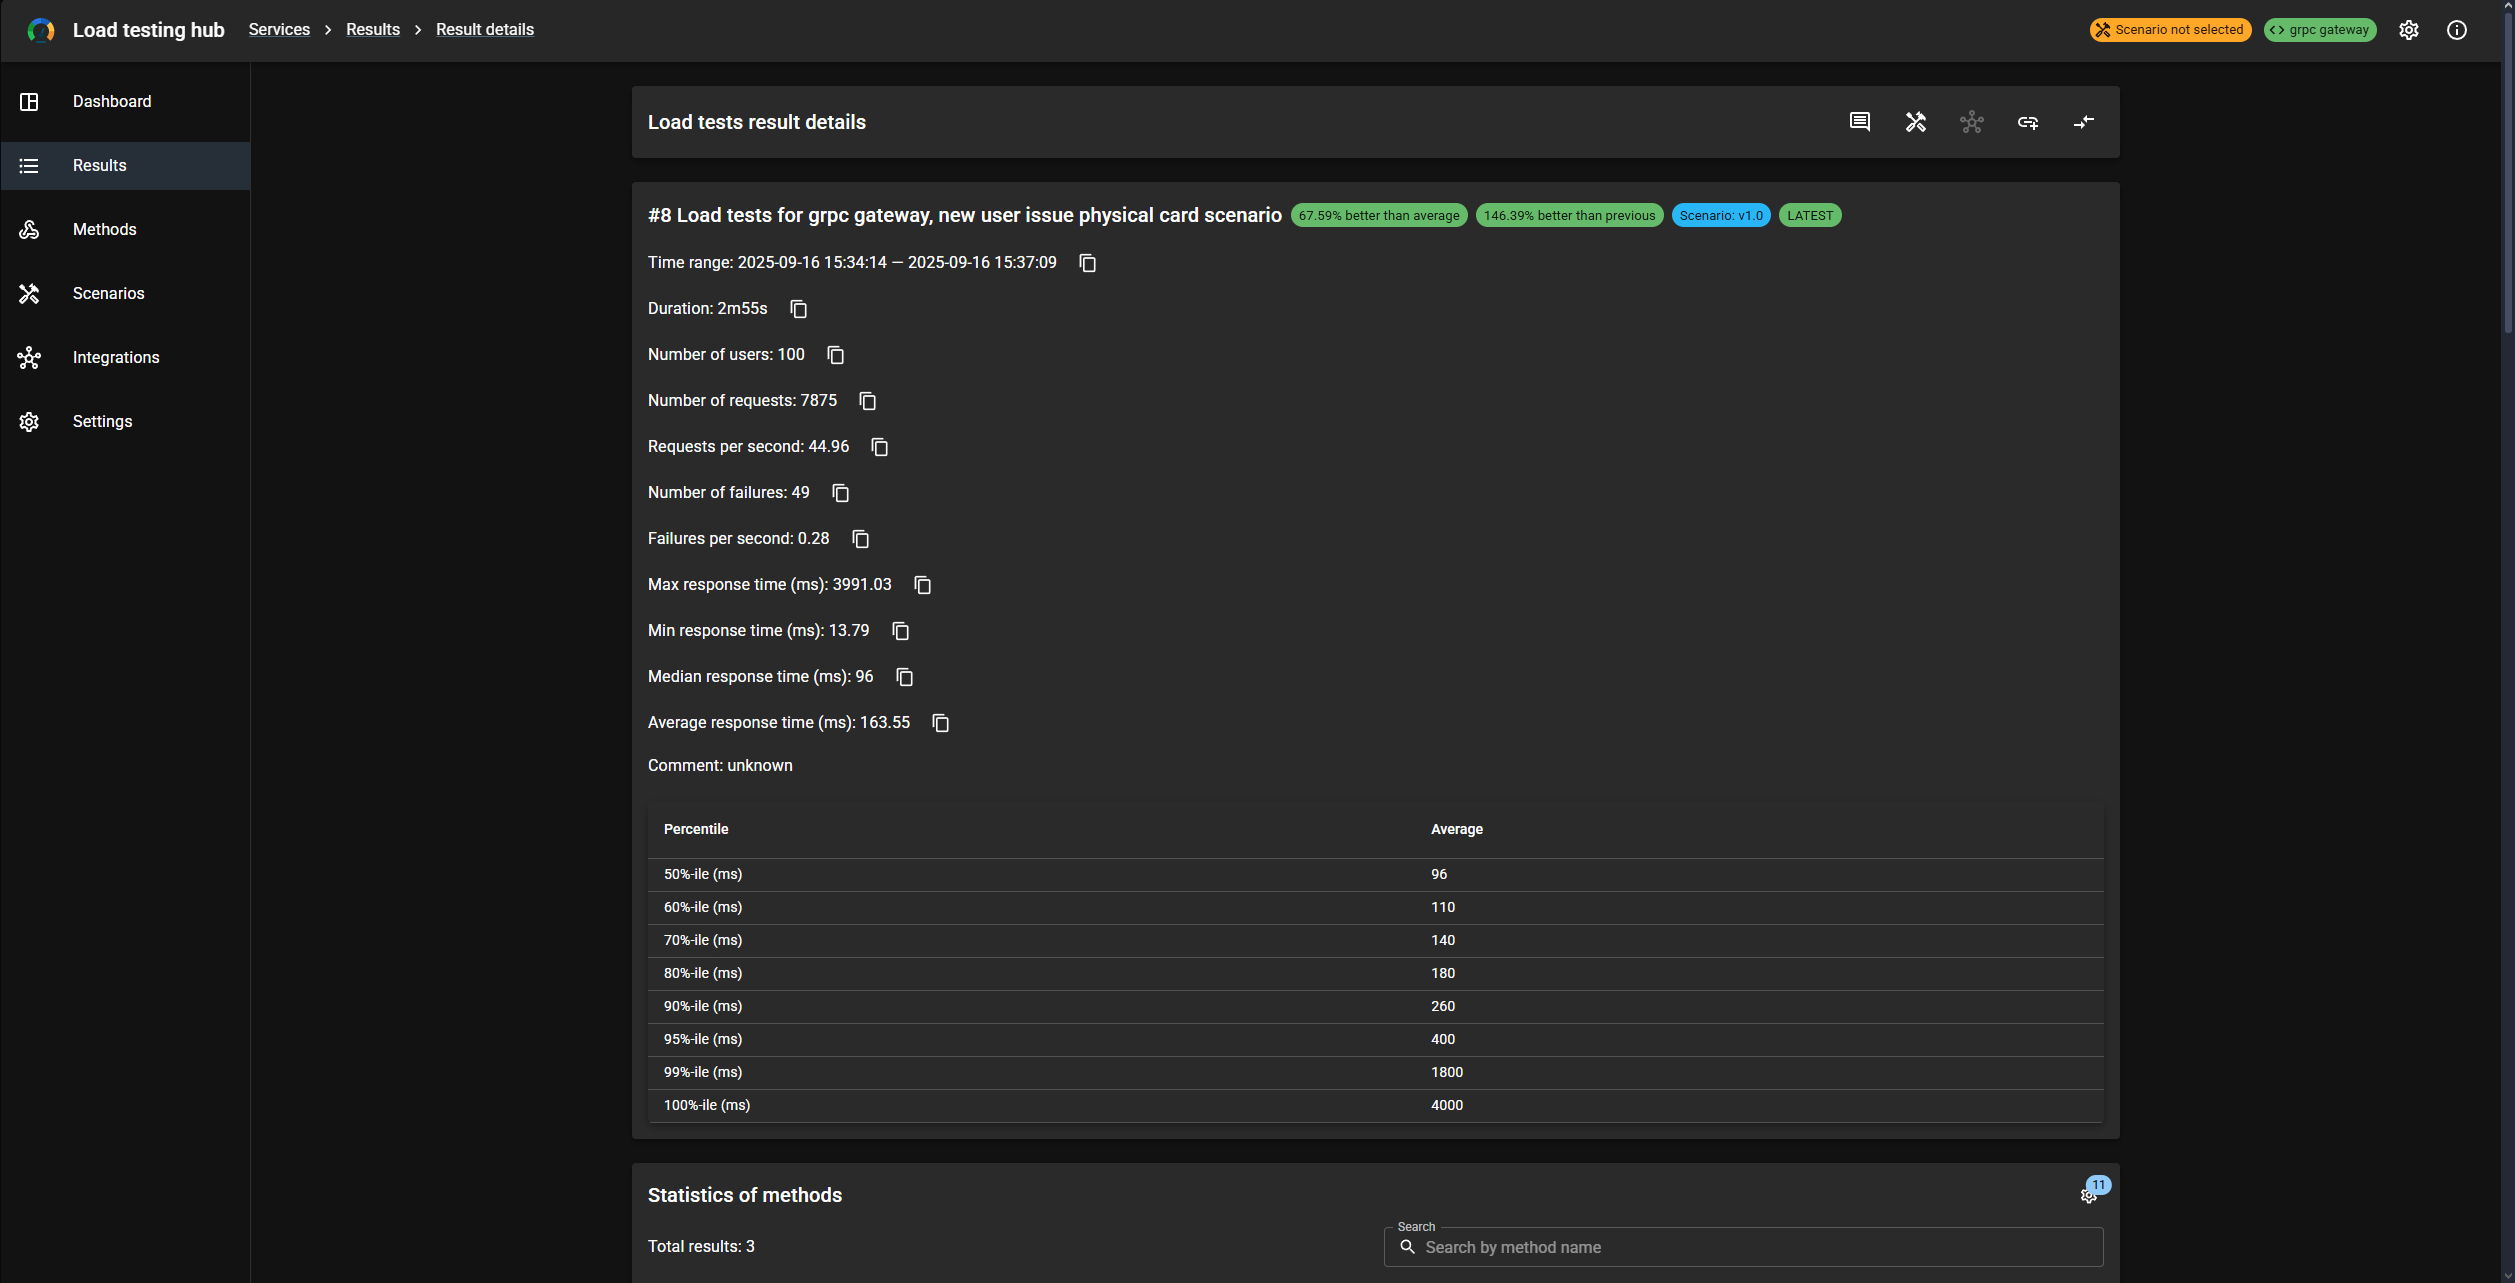 Load testing hub
Services > Results > Result details
Scenario not selected
grpc gateway
Dashboard
Results
Methods
Scenarios
Integrations
Settings
Load tests result details
#8 Load tests for grpc gateway, new user issue physical card scenario
67.59% better than average
146.39% better than previous
Scenario: v1.0
LATEST
Time range: 2025-09-16 15:34:14 — 2025-09-16 15:37:09
Duration: 2m55s
Number of users: 100
Number of requests: 7875
Requests per second: 44.96
Number of failures: 49
Failures per second: 0.28
Max response time (ms): 3991.03
Min response time (ms): 13.79
Median response time (ms): 96
Average response time (ms): 163.55
Comment: unknown
Percentile Average
50%-ile (ms) 96
60%-ile (ms) 110
70%-ile (ms) 140
80%-ile (ms) 180
90%-ile (ms) 260
95%-ile (ms) 400
99%-ile (ms) 1800
100%-ile (ms) 4000
Statistics of methods
11
Total results: 3
Search
Search by method name